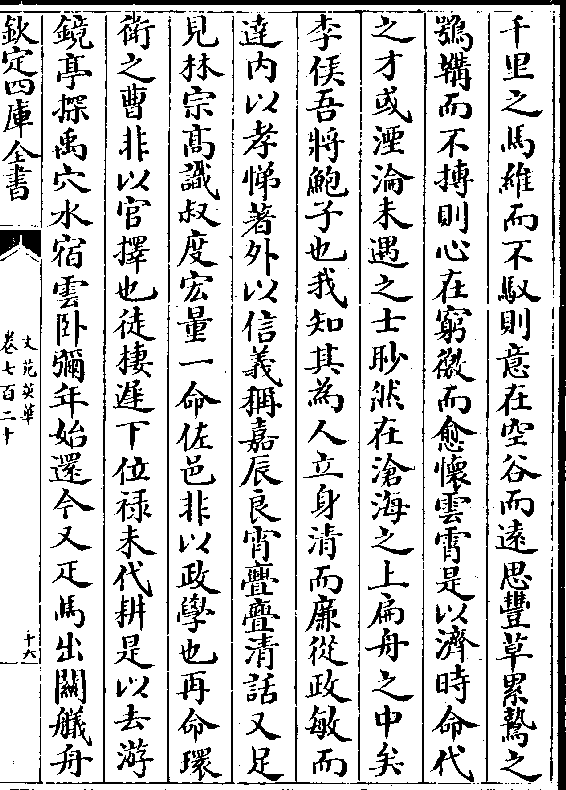 千里之馬維而不馭則意在空谷而遠思豐草累鷙之
鶚韝而不摶則心在窮徼而愈懷雲霄是以濟時命代
之才或湮淪未遇之士眇然在滄海之上扁舟之中矣
李侯吾將鮑子也我知其為人立身清而廉從政敏而
達内以孝悌著外以信義稱嘉辰良宵亹亹清話又足
見林宗髙識叔度宏量一命佐邑非以政學也再命環
衛之曹非以官擇也徒棲遲下位禄未代耕是以去游
鏡亭探禹穴水宿雲卧彌年始還今又疋馬出關艤舟
欽定四庫全書
文苑英華
卷七百二十
十六